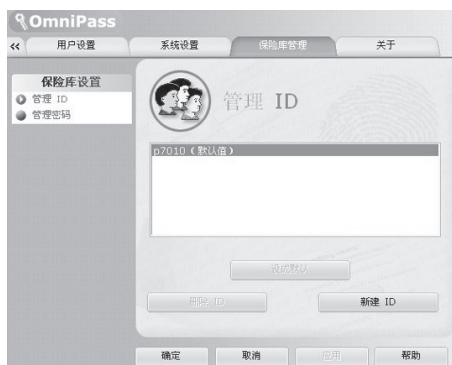 OmniPass
<< 用户设置 系统设置 保险库管理 关于
保险库设置
管理 ID
管理密码
管理 ID
p7010（默认值）
设成默认
删除 ID 新建 ID
确定 取消 应用 帮助